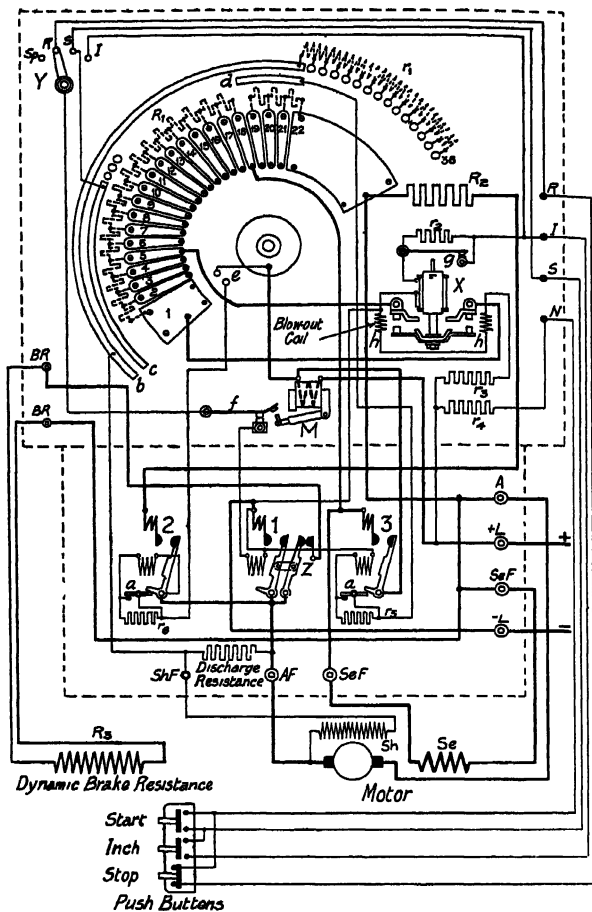 R S I
Sp
Y
d
r1
38
R1
1 2 3 4 5 6 7 8 9 10 11 12 13 14 15 16 17 18 19 20 21 22
R2
R
r2
I
g
S
e
X
N
Blow-out
Coil
h h
c
b
BR
r3
BR
f
r4
M
A
2 1 3
+L +
Z
SeF
a a
r6 r5
-L -
Discharge
Resistance
ShF AF SeF
R3
Sh Se
Dynamic Brake Resistance
Motor
Start
Inch
Stop
Push Buttons